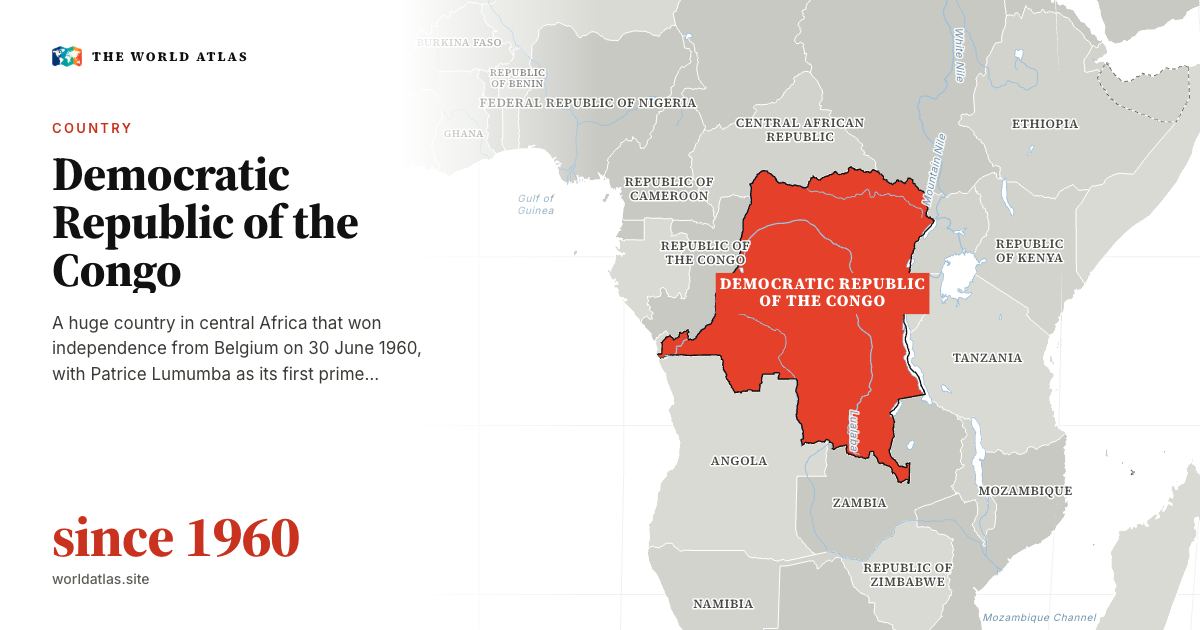 THE WORLD ATLAS
COUNTRY
Democratic
Republic of the
Congo
A huge country in central Africa that won
independence from Belgium on 30 June 1960,
with Patrice Lumumba as its first prime...
since 1960
worldatlas.site
BURKINA FASO
REPUBLIC
OF BENIN
FEDERAL REPUBLIC OF NIGERIA
GHANA
Gulf of
Guinea
REPUBLIC OF
CAMEROON
CENTRAL AFRICAN
REPUBLIC
White Nile
Mountain Nile
ETHIOPIA
REPUBLIC OF
THE CONGO
REPUBLIC
OF KENYA
DEMOCRATIC REPUBLIC
OF THE CONGO
TANZANIA
Lualaba
ANGOLA
ZAMBIA
MOZAMBIQUE
REPUBLIC OF
ZIMBABWE
NAMIBIA
Mozambique Channel